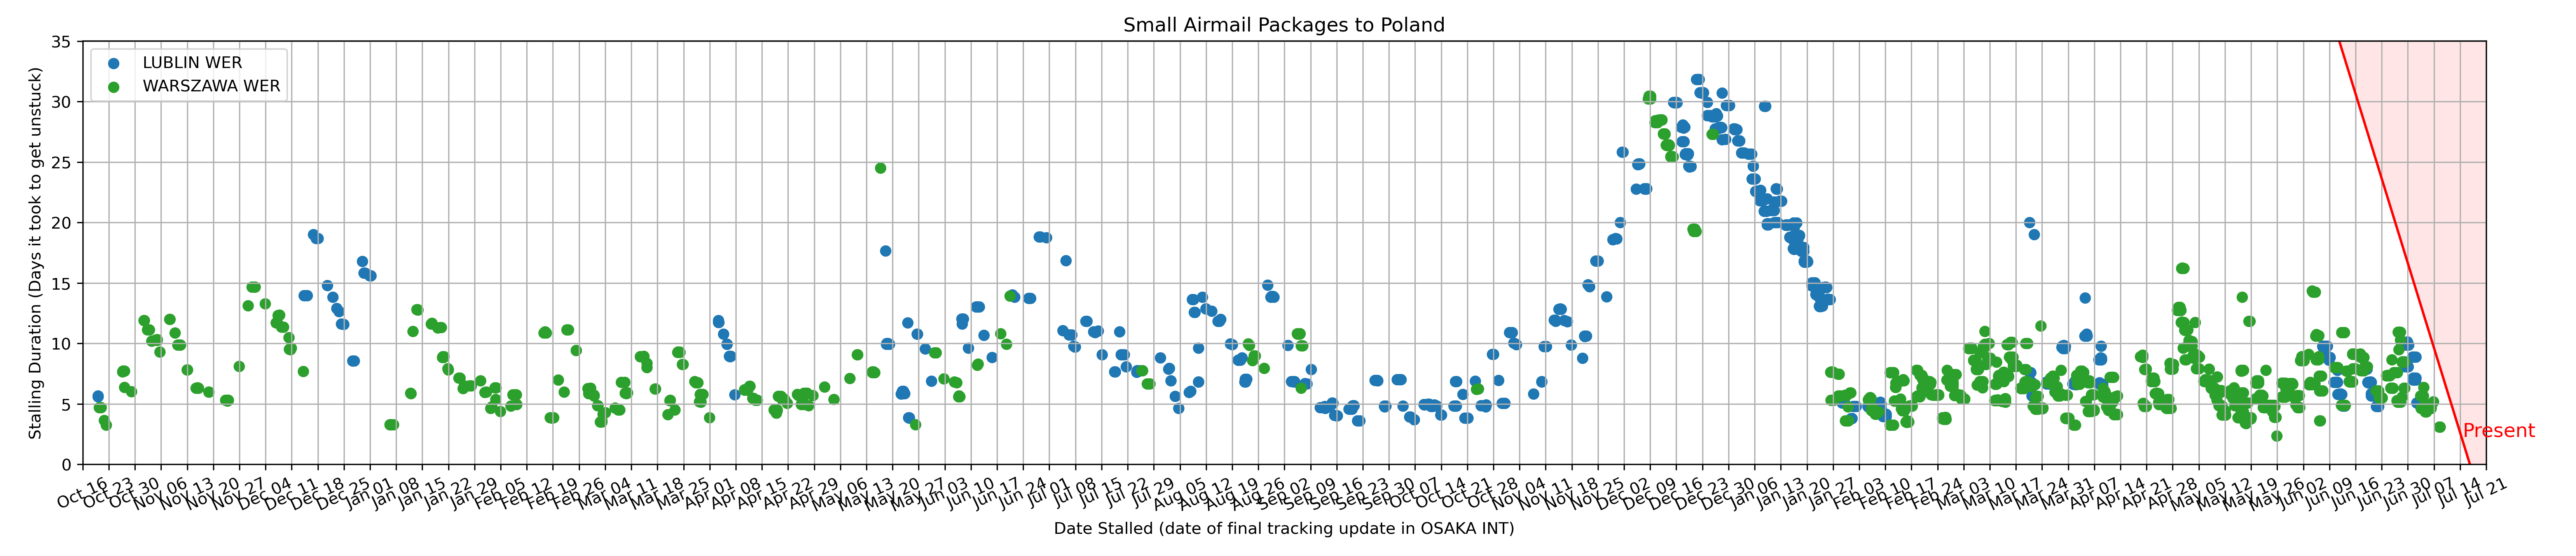 Small Airmail Packages to Poland
Stalling Duration (Days it took to get unstuck)
35
30
25
20
15
10
5
0
LUBLIN WER
WARSZAWA WER
Present
Oct 16
Oct 23
Oct 30
Nov 06
Nov 13
Nov 20
Nov 27
Dec 04
Dec 11
Dec 18
Dec 25
Jan 01
Jan 08
Jan 15
Jan 22
Jan 29
Feb 05
Feb 12
Feb 19
Feb 26
Mar 04
Mar 11
Mar 18
Mar 25
Apr 01
Apr 08
Apr 15
Apr 22
Apr 29
May 06
May 13
May 20
May 27
Jun 03
Jun 10
Jun 17
Jun 24
Jul 01
Jul 08
Jul 15
Jul 22
Jul 29
Aug 05
Aug 12
Aug 19
Aug 26
Sep 02
Sep 09
Sep 16
Sep 23
Sep 30
Oct 07
Oct 14
Oct 21
Oct 28
Nov 04
Nov 11
Nov 18
Nov 25
Dec 02
Dec 09
Dec 16
Dec 23
Dec 30
Jan 06
Jan 13
Jan 20
Jan 27
Feb 03
Feb 10
Feb 17
Feb 24
Mar 03
Mar 10
Mar 17
Mar 24
Mar 31
Apr 07
Apr 14
Apr 21
Apr 28
May 05
May 12
May 19
May 26
Jun 02
Jun 09
Jun 16
Jun 23
Jun 30
Jul 07
Jul 14
Jul 21
Date Stalled (date of final tracking update in OSAKA INT)